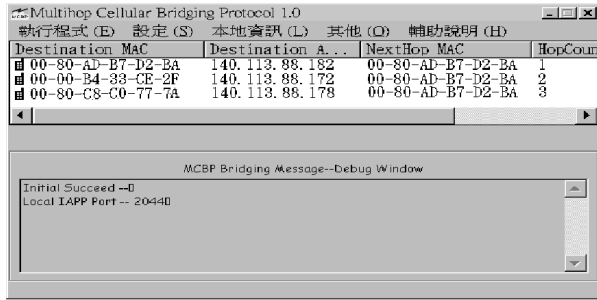 Multihop Cellular Bridging Protocol 1.0
執行程式(E) 設定(S) 本地資訊(L) 其他(O) 輔助說明(H)
Destination MAC Destination A... NextHop MAC HopCoun
00-80-AD-B7-D2-BA 140.113.88.182 00-80-AD-B7-D2-BA 1
00-00-B4-33-CE-2F 140.113.88.172 00-80-AD-B7-D2-BA 2
00-80-C8-C0-77-7A 140.113.88.178 00-80-AD-B7-D2-BA 3
MCBP Bridging Message--Debug Window
Initial Succeed --0
Local IAPP Port -- 20440